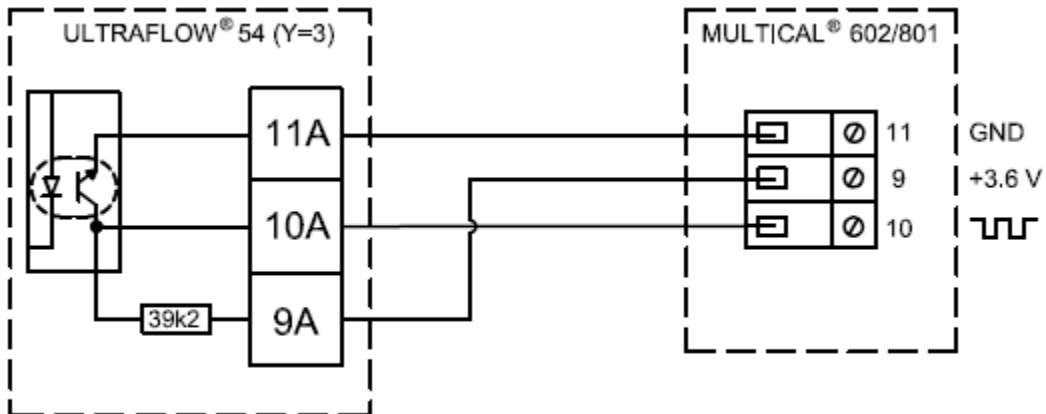 ULTRAFLOW® 54 (Y=3)
MULTICAL® 602/801
11A
11 GND
9 +3.6 V
10A
10
39k2
9A